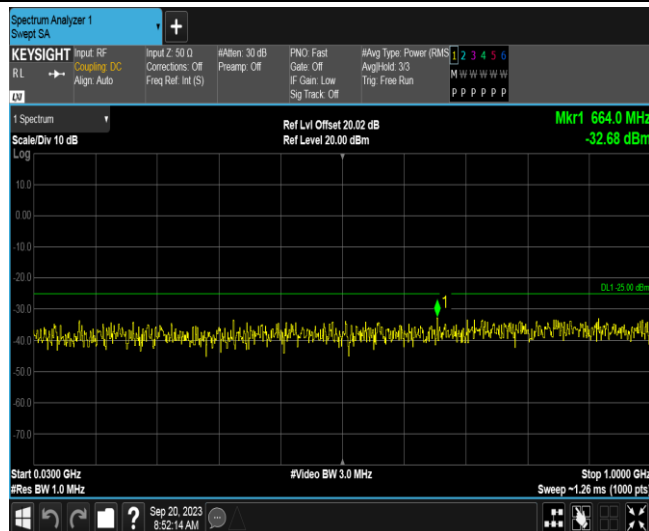 Spectrum Analyzer 1
Swept SA
+
KEYSIGHT
RL
Input: RF
Coupling: DC
Align: Auto
Input Z: 50 Ω
Corrections: Off
Freq Ref: Int (S)
#Atten: 30 dB
Preamp: Off
PNO: Fast
Gate: Off
IF Gain: Low
Sig Track: Off
#Avg Type: Power (RMS
Avg|Hold: 3/3
Trig: Free Run
1 2 3 4 5 6
M W W W W W
P P P P P P
LXI
1 Spectrum
Scale/Div 10 dB
Ref Lvl Offset 20.02 dB
Ref Level 20.00 dBm
Mkr1 664.0 MHz
-32.68 dBm
Log
10.0
0.00
-10.0
-20.0
DL1 -25.00 dBm
-30.0
1
-40.0
-50.0
-60.0
-70.0
Start 0.0300 GHz
#Res BW 1.0 MHz
#Video BW 3.0 MHz
Stop 1.0000 GHz
Sweep ~1.26 ms (1000 pts)
?
Sep 20, 2023
8:52:14 AM